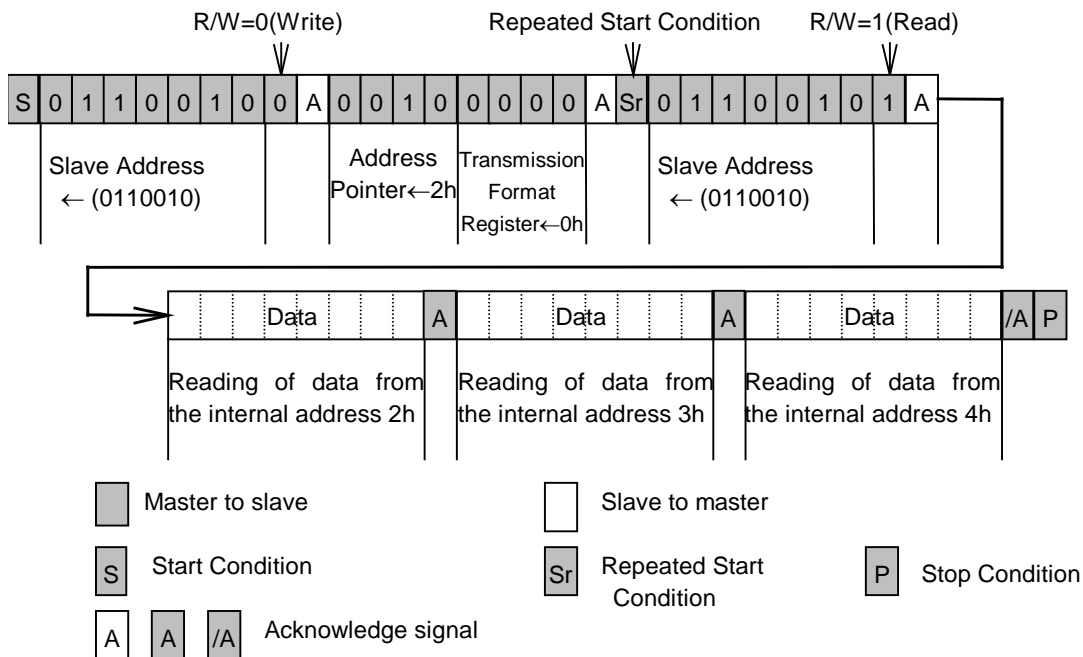 R/W=0(Write) Repeated Start Condition R/W=1(Read)
S 0 1 1 0 0 1 0 0 A 0 0 1 0 0 0 0 0 A Sr 0 1 1 0 0 1 0 1 A
Slave Address
← (0110010)
Address
Pointer←2h
Transmission
Format
Register←0h
Slave Address
← (0110010)
Data A Data A Data /A P
Reading of data from
the internal address 2h
Reading of data from
the internal address 3h
Reading of data from
the internal address 4h
Master to slave
Slave to master
S Start Condition
Sr Repeated Start
Condition
P Stop Condition
A A /A Acknowledge signal